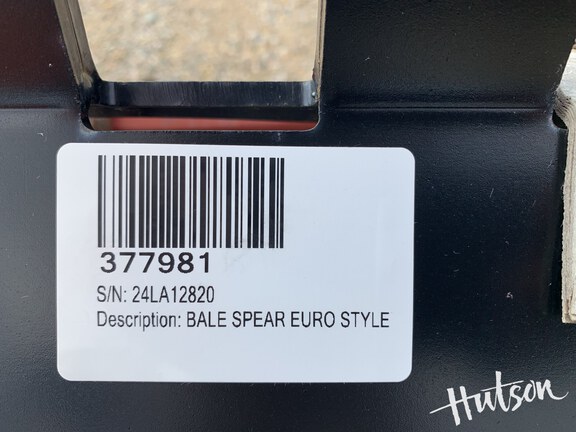 377981
S/N: 24LA12820
Description: BALE SPEAR EURO STYLE
Hutson